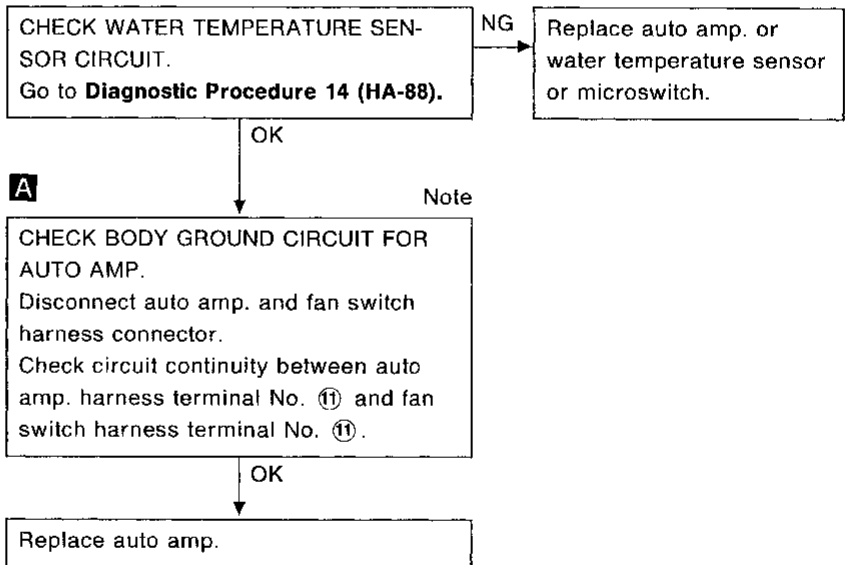 CHECK WATER TEMPERATURE SEN-
SOR CIRCUIT.
Go to Diagnostic Procedure 14 (HA-88).
NG
Replace auto amp. or
water temperature sensor
or microswitch.
OK
A
Note
CHECK BODY GROUND CIRCUIT FOR
AUTO AMP.
Disconnect auto amp. and fan switch
harness connector.
Check circuit continuity between auto
amp. harness terminal No. ⑪ and fan
switch harness terminal No. ⑪.
OK
Replace auto amp.